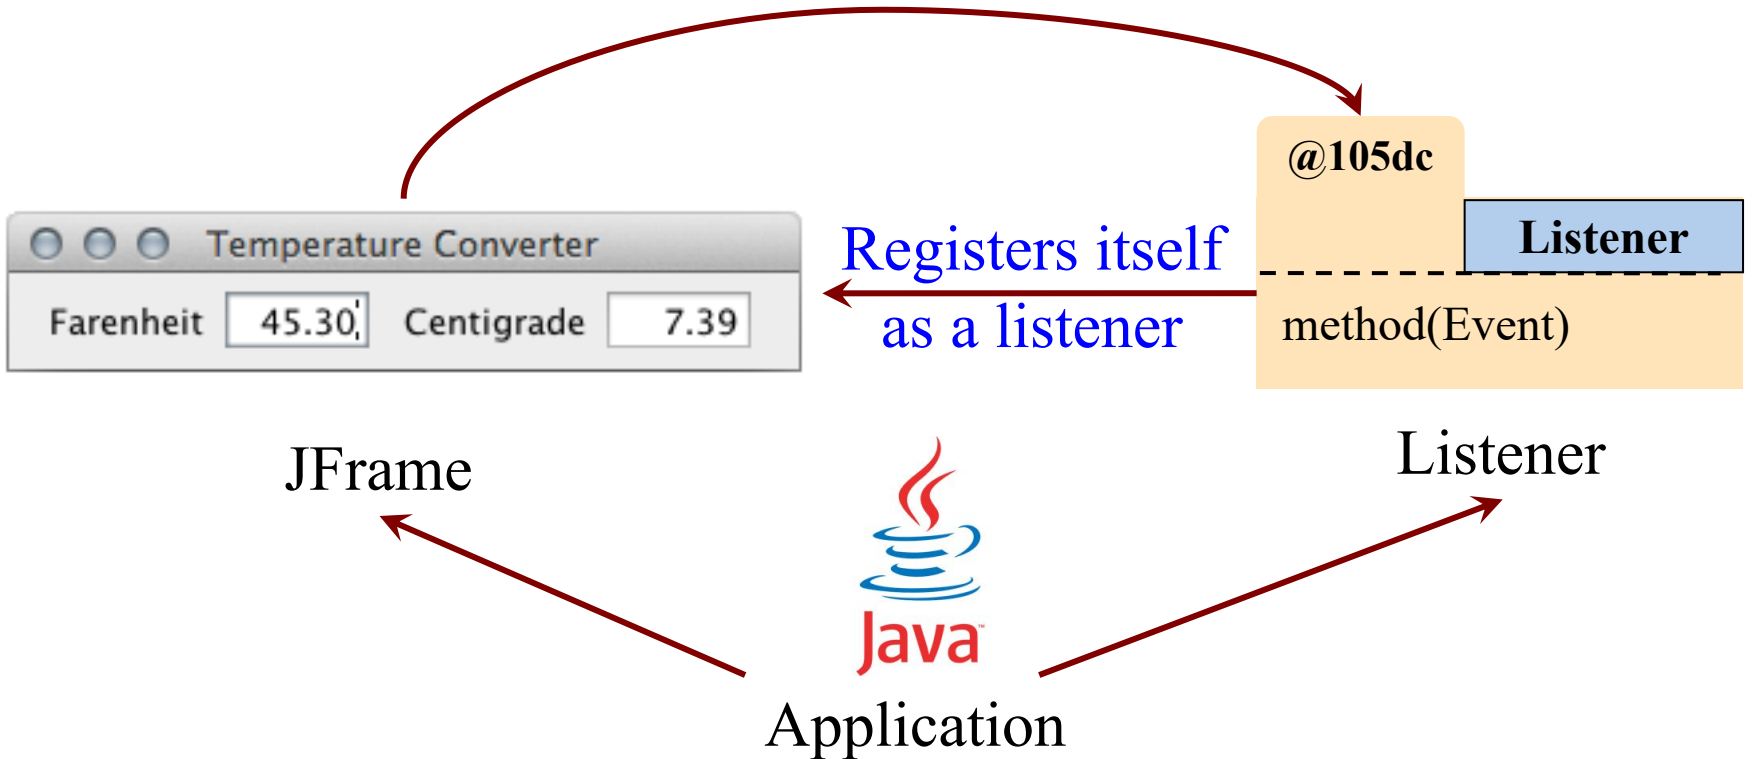 @105dc
Listener
Temperature Converter
Registers itself
as a listener
Farenheit 45.30 Centigrade 7.39
method(Event)
JFrame
Listener
Java™
Application